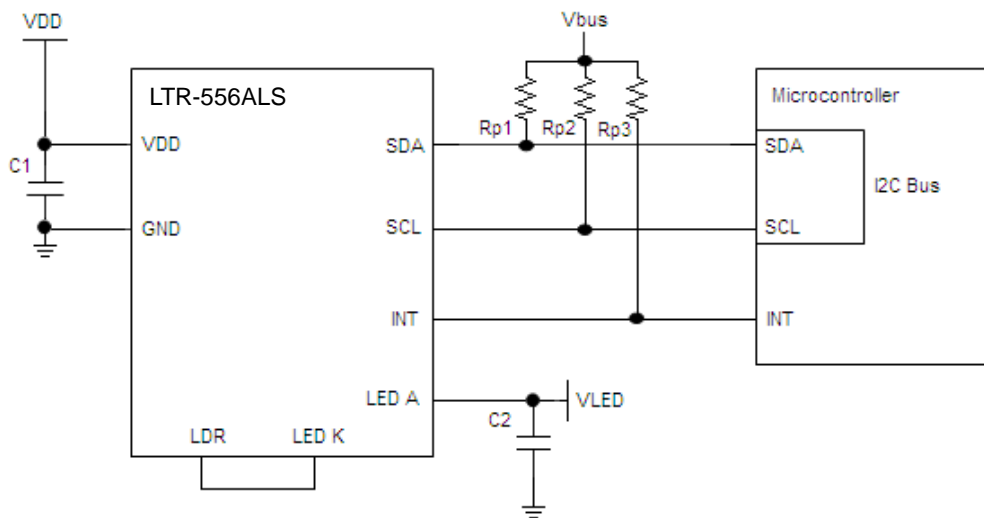 VDD
Vbus
LTR-556ALS
Microcontroller
Rp1
Rp2
Rp3
C1
VDD
SDA
SDA
I2C Bus
GND
SCL
SCL
INT
INT
LED A
C2
VLED
LDR
LED K